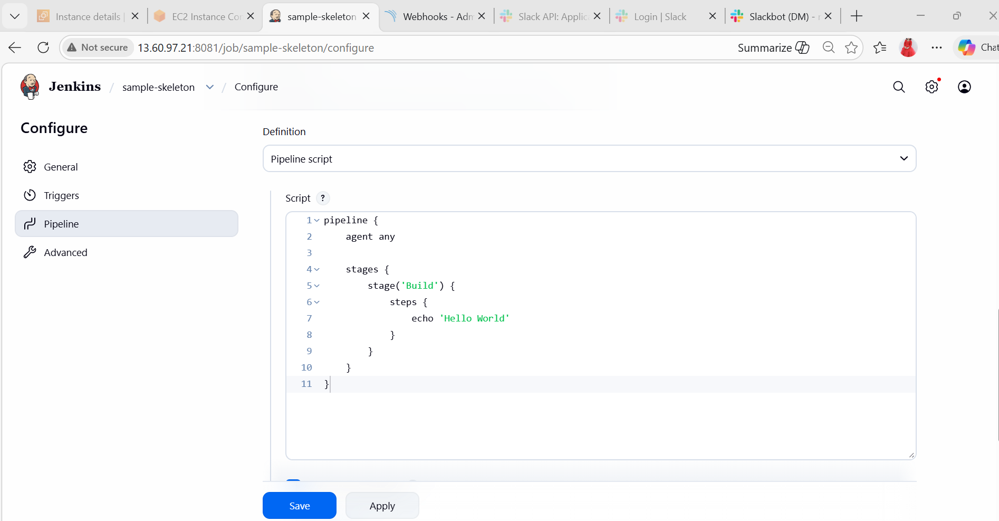 Instance details |
EC2 Instance Cor
sample-skeleton
Webhooks - Adm
Slack API: Applica
Login | Slack
Slackbot (DM) - r
Not secure
13.60.97.21:8081/job/sample-skeleton/configure
Summarize
Chat
Jenkins / sample-skeleton / Configure
Configure
General
Triggers
Pipeline
Advanced
Definition
Pipeline script
Script ?
1 pipeline {
2     agent any
3
4     stages {
5         stage('Build') {
6             steps {
7                 echo 'Hello World'
8             }
9         }
10     }
11 }
Save
Apply